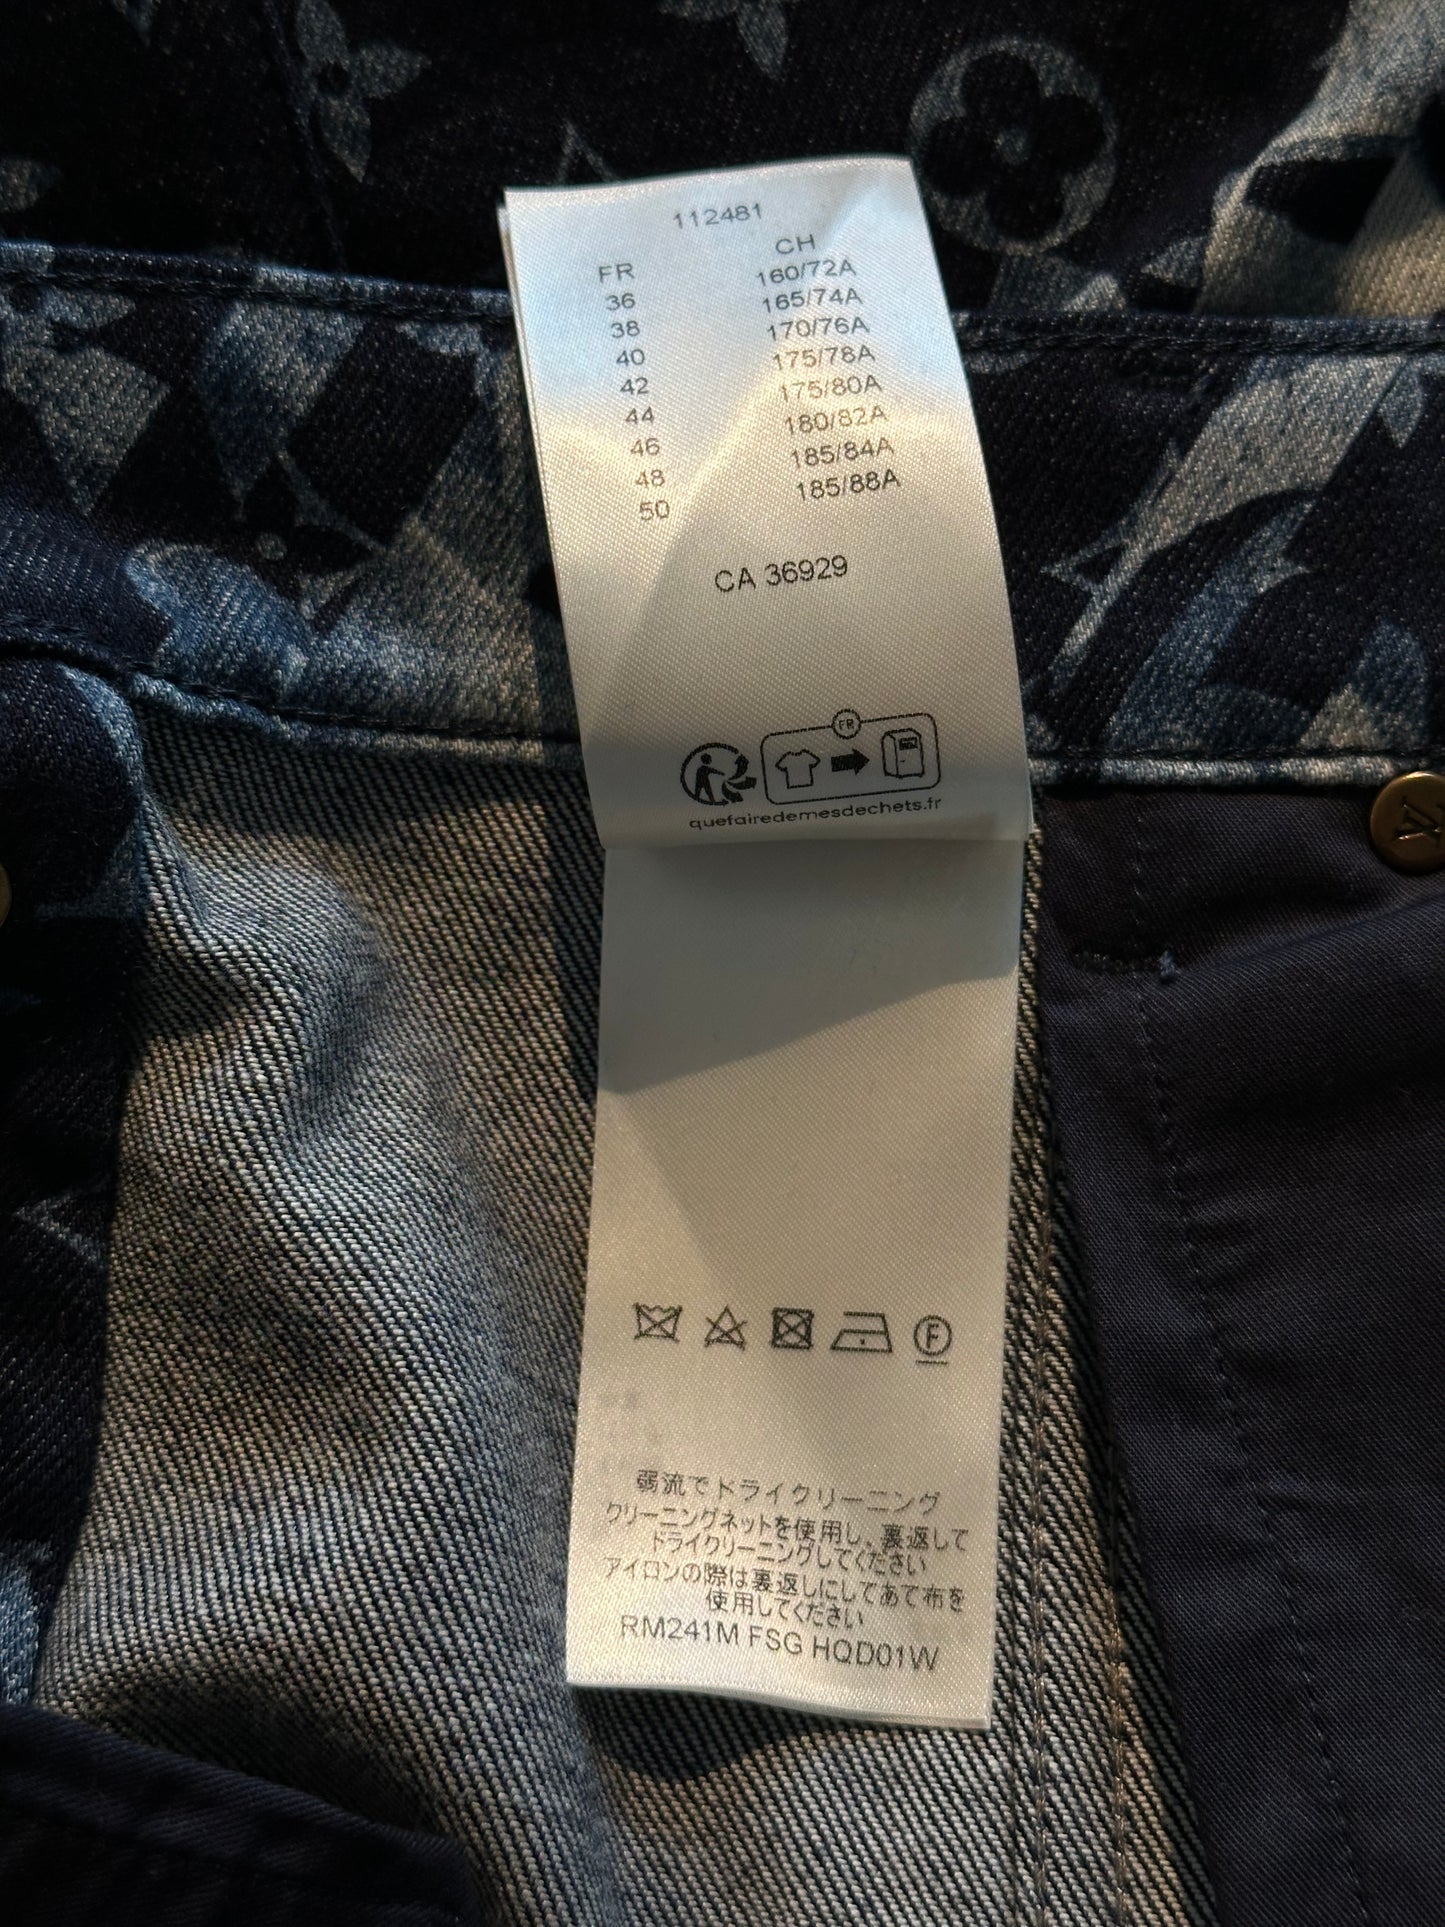 112481
FR CH
36 160/72A
38 165/74A
40 170/76A
42 175/78A
44 175/80A
46 180/82A
48 185/84A
50 185/88A
CA 36929
FR
quefairedemesdechets.fr
F
弱流でドライクリーニング
クリーニングネットを使用し、裏返して
ドライクリーニングしてください
アイロンの際は裏返しにしてあて布を
使用してください
RM241M FSG HQD01W
LV